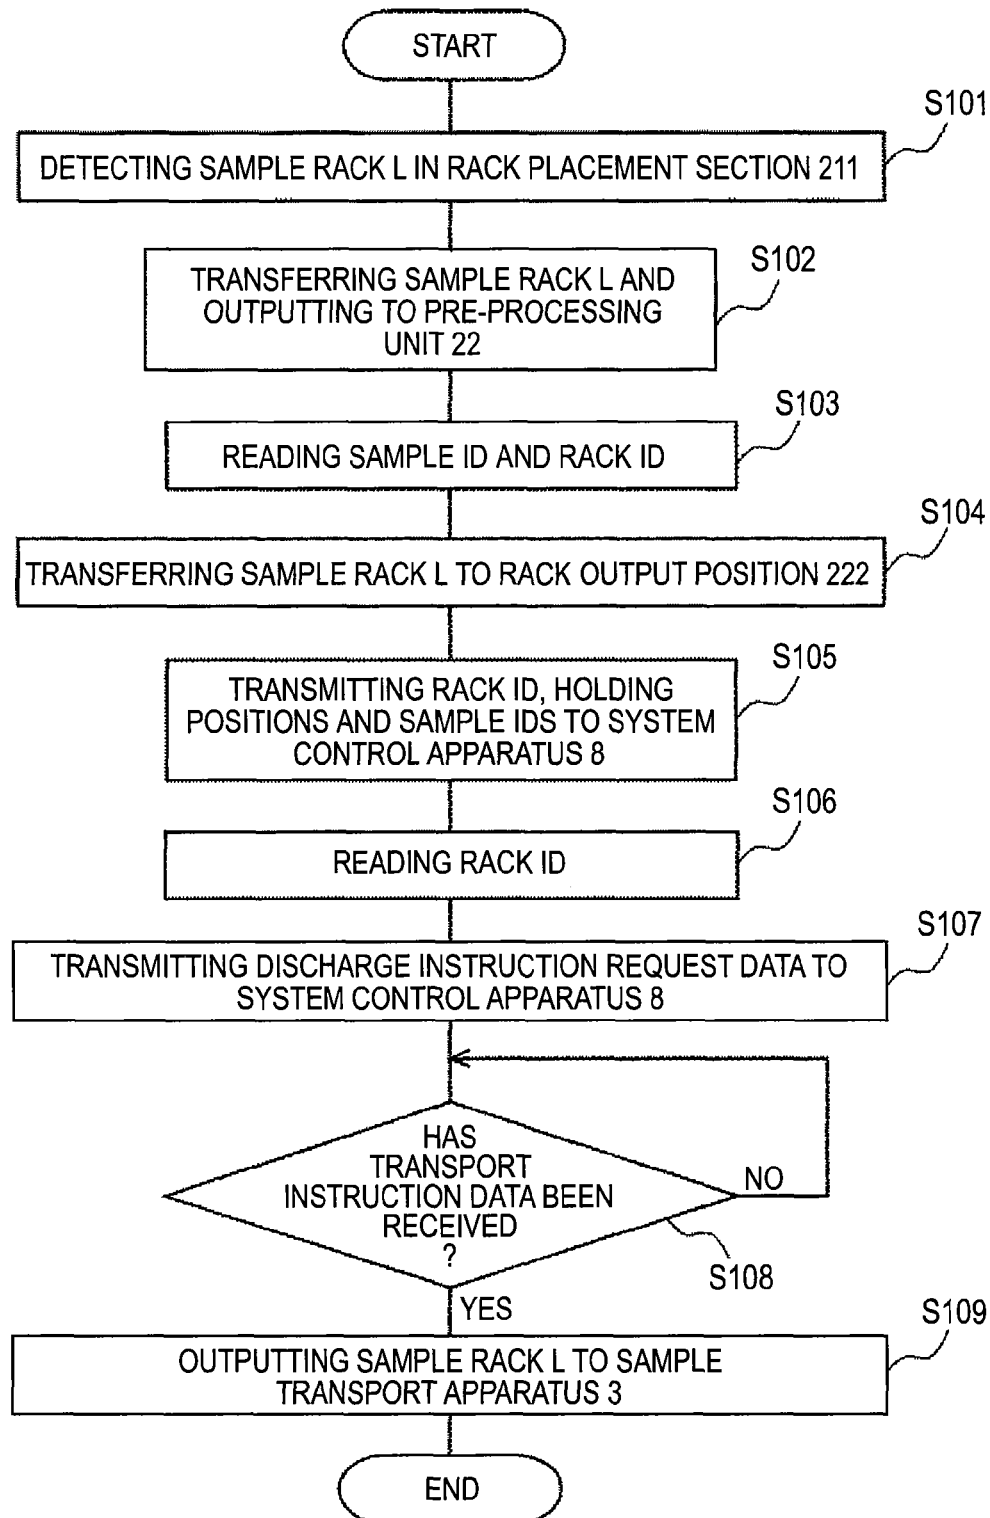 START
S101
DETECTING SAMPLE RACK L IN RACK PLACEMENT SECTION 211
S102
TRANSFERRING SAMPLE RACK L AND
OUTPUTTING TO PRE-PROCESSING
UNIT 22
S103
READING SAMPLE ID AND RACK ID
S104
TRANSFERRING SAMPLE RACK L TO RACK OUTPUT POSITION 222
S105
TRANSMITTING RACK ID, HOLDING
POSITIONS AND SAMPLE IDS TO SYSTEM
CONTROL APPARATUS 8
S106
READING RACK ID
S107
TRANSMITTING DISCHARGE INSTRUCTION REQUEST DATA TO
SYSTEM CONTROL APPARATUS 8
HAS
TRANSPORT
INSTRUCTION DATA BEEN
RECEIVED
?
NO
S108
YES
S109
OUTPUTTING SAMPLE RACK L TO SAMPLE
TRANSPORT APPARATUS 3
END